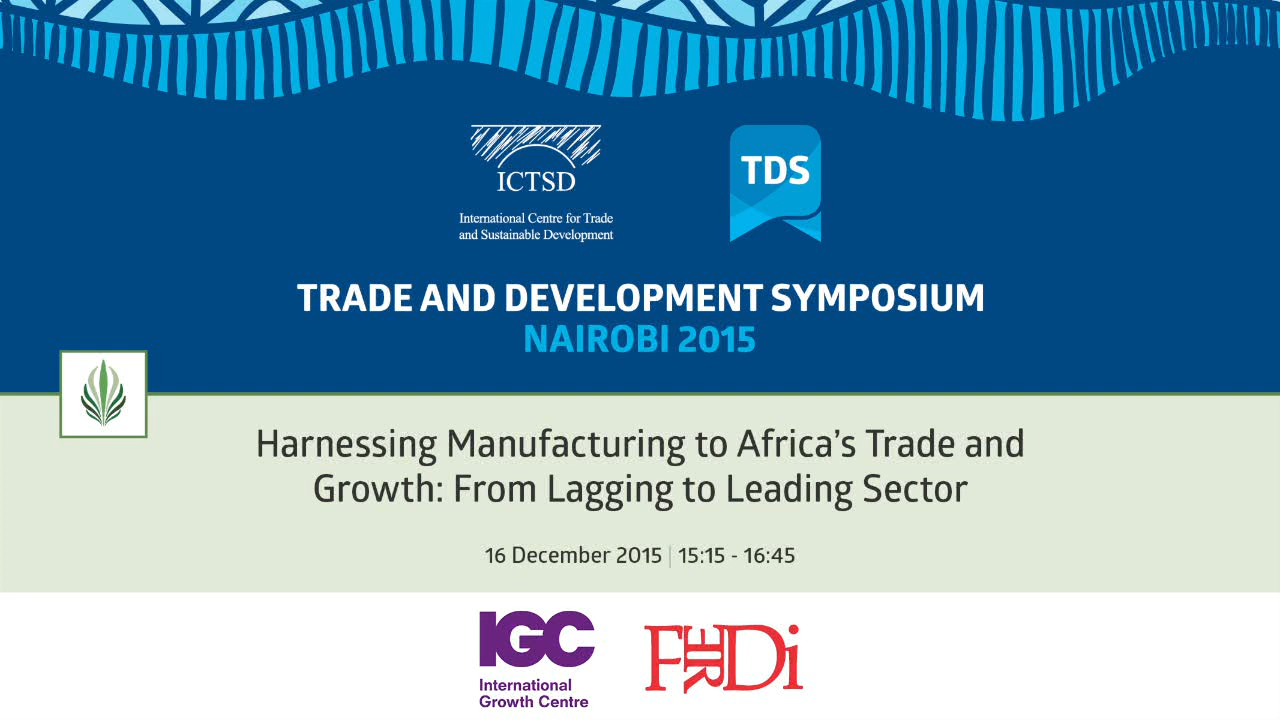 ICTSD
International Centre for Trade
and Sustainable Development
TDS
TRADE AND DEVELOPMENT SYMPOSIUM
NAIROBI 2015
Harnessing Manufacturing to Africa’s Trade and
Growth: From Lagging to Leading Sector
16 December 2015 | 15:15 - 16:45
IGC
International
Growth Centre
FERDi